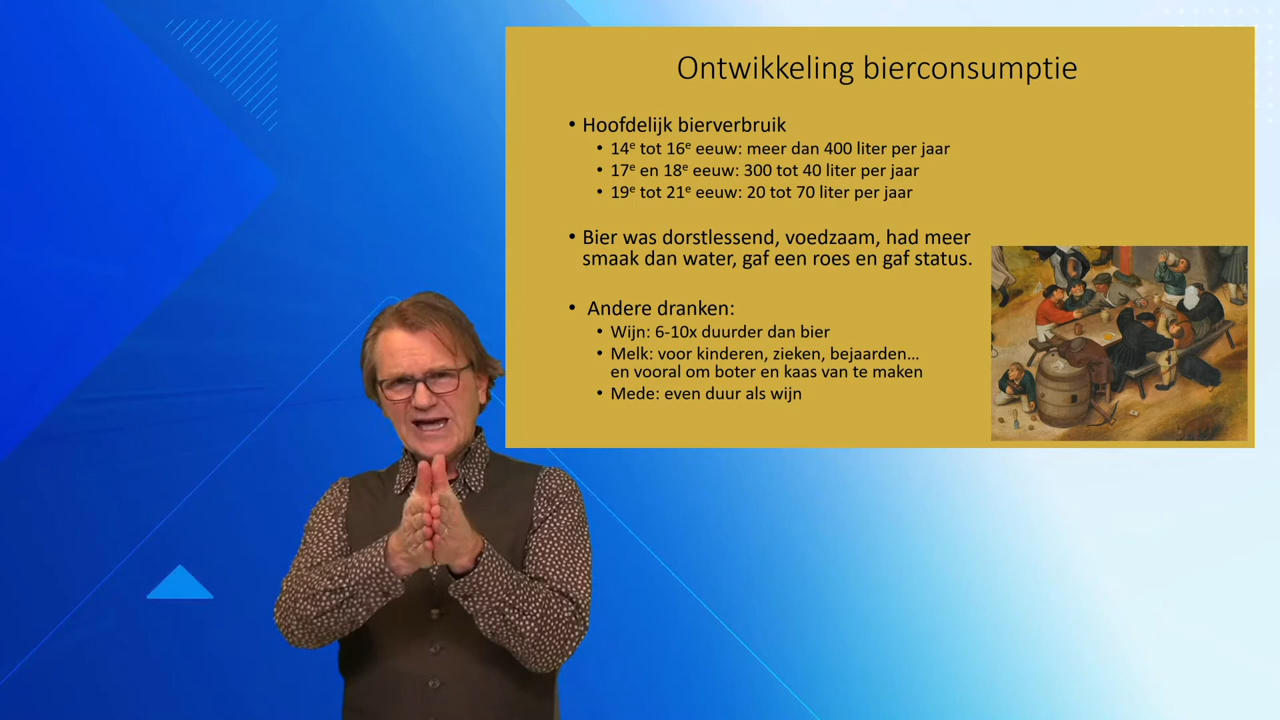 Ontwikkeling bierconsumptie
• Hoofdelijk bierverbruik
• 14e tot 16e eeuw: meer dan 400 liter per jaar
• 17e en 18e eeuw: 300 tot 40 liter per jaar
• 19e tot 21e eeuw: 20 tot 70 liter per jaar
• Bier was dorstlessend, voedzaam, had meer
smaak dan water, gaf een roes en gaf status.
• Andere dranken:
• Wijn: 6-10x duurder dan bier
• Melk: voor kinderen, zieken, bejaarden…
en vooral om boter en kaas van te maken
• Mede: even duur als wijn